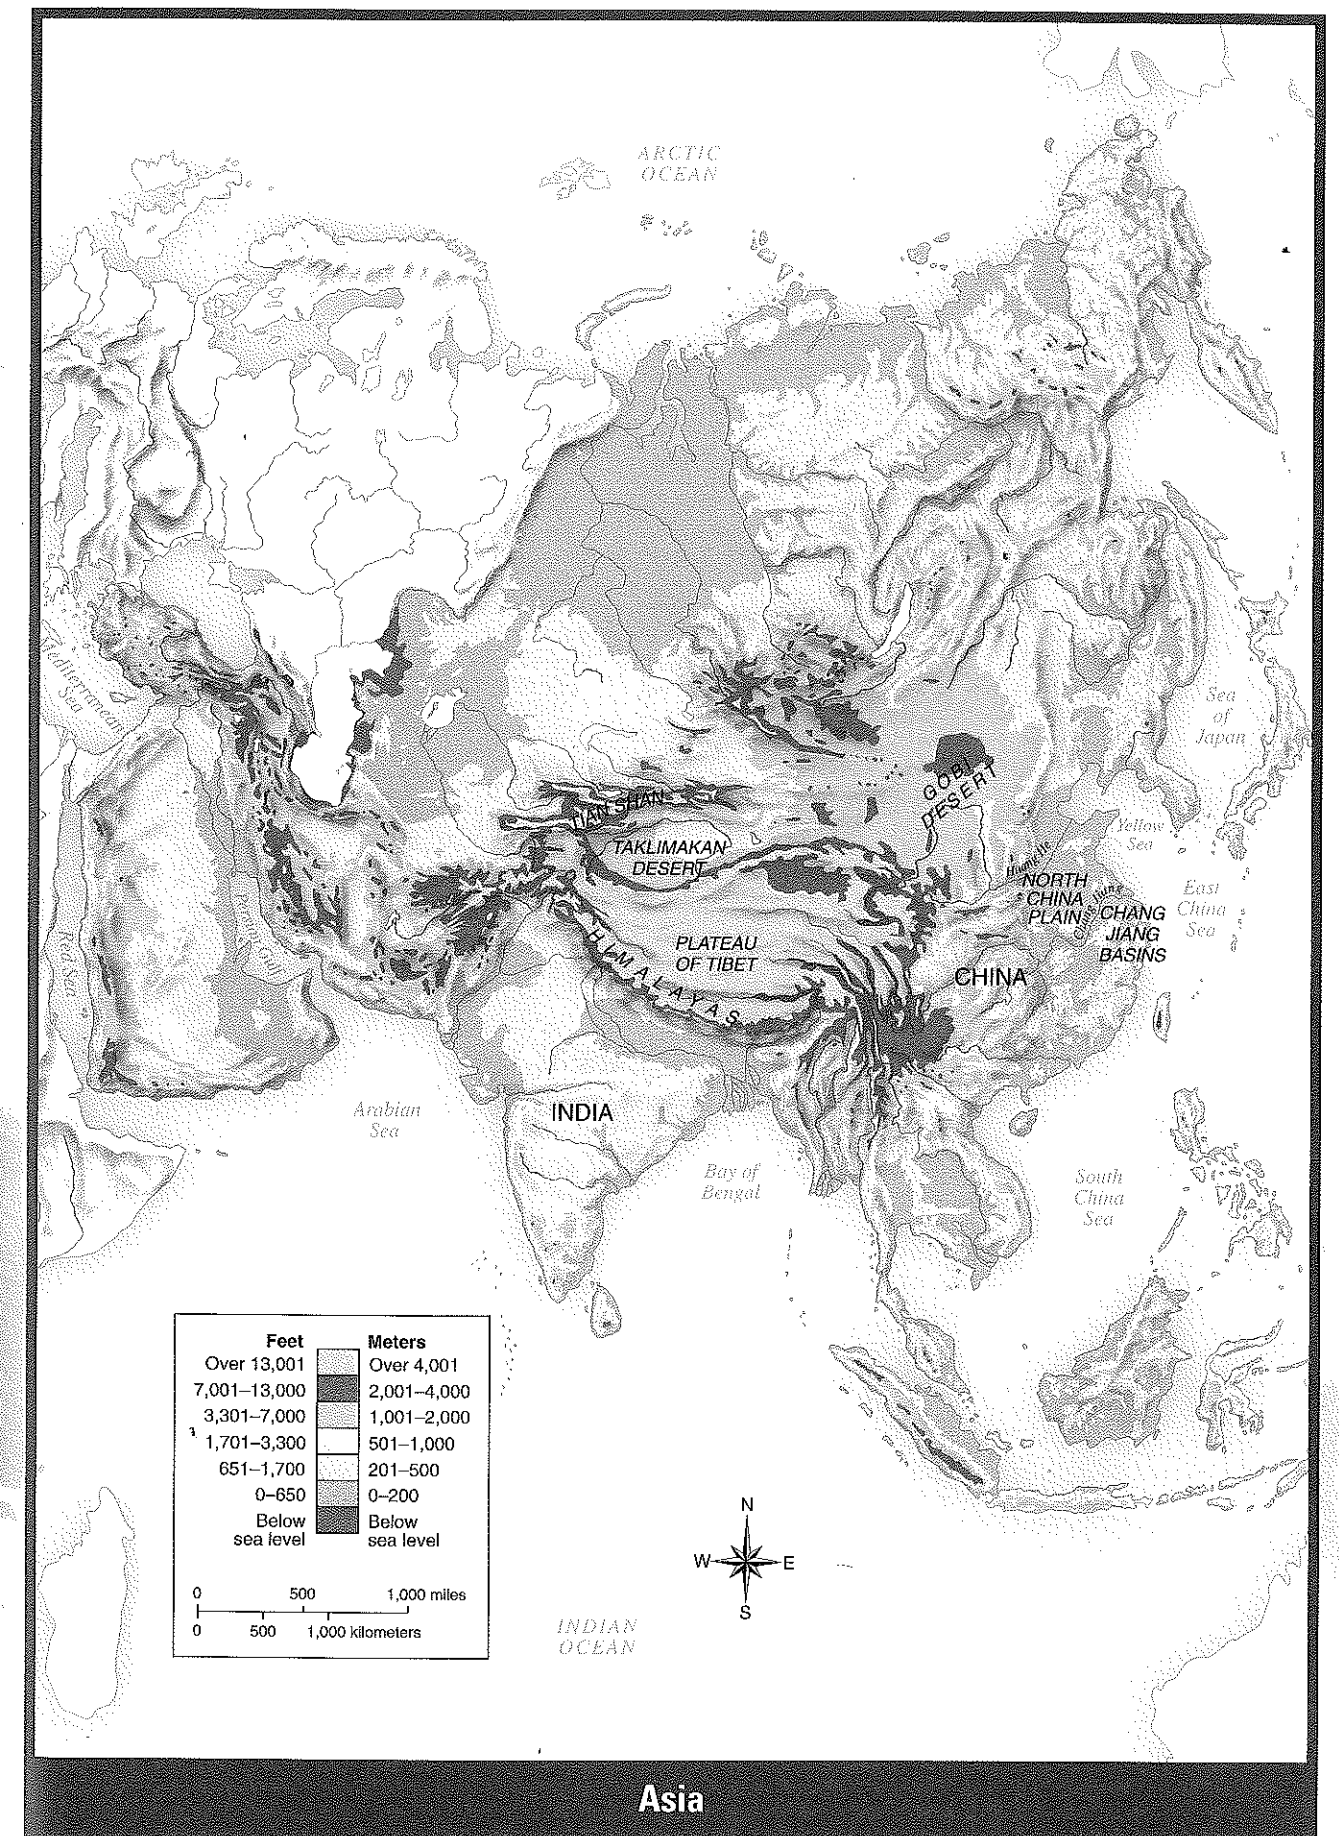 ARCTIC
OCEAN
Mediterranean
Sea
Sea
of
Japan
GOBI
DESERT
TIAN SHAN
TAKLIMAKAN
DESERT
Yellow
Sea
Huang He
NORTH
CHINA
PLAIN
Chang Jiang
CHANG
JIANG
BASINS
East
China
Sea
Persian Gulf
Red Sea
PLATEAU
OF TIBET
HIMALAYAS
CHINA
Arabian
Sea
INDIA
Bay of
Bengal
South
China
Sea
Feet Meters
Over 13,001 Over 4,001
7,001–13,000 2,001–4,000
3,301–7,000 1,001–2,000
1,701–3,300 501–1,000
651–1,700 201–500
0–650 0–200
Below Below
sea level sea level
0 500 1,000 miles
0 500 1,000 kilometers
N
W E
S
INDIAN
OCEAN
Asia